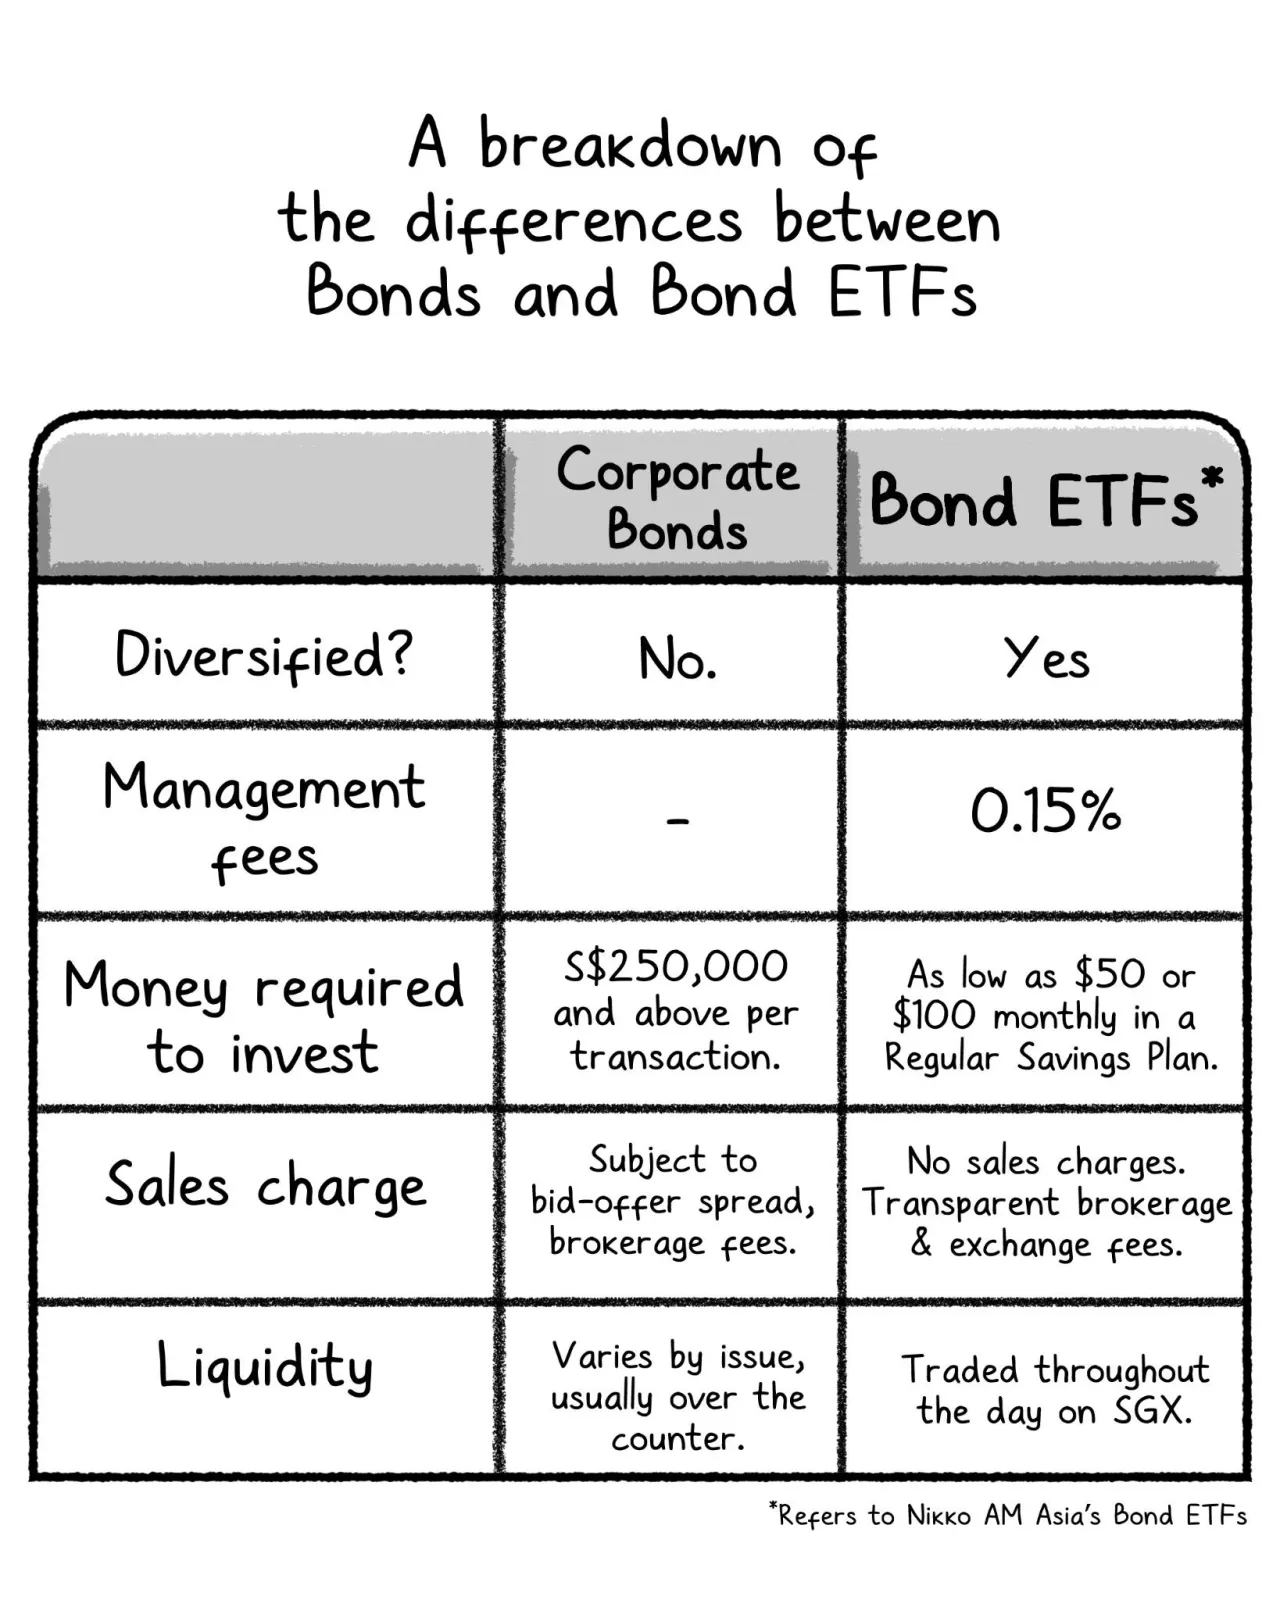 A breakdown of
the differences between
Bonds and Bond ETFs
Corporate
Bonds
Bond ETFs*
Diversified?
No.
Yes
Management
fees
-
0.15%
Money required
to invest
S$250,000
and above per
transaction.
As low as $50 or
$100 monthly in a
Regular Savings Plan.
Sales charge
Subject to
bid-offer spread,
brokerage fees.
No sales charges.
Transparent brokerage
& exchange fees.
Liquidity
Varies by issue,
usually over the
counter.
Traded throughout
the day on SGX.
*Refers to Nikko AM Asia's Bond ETFs